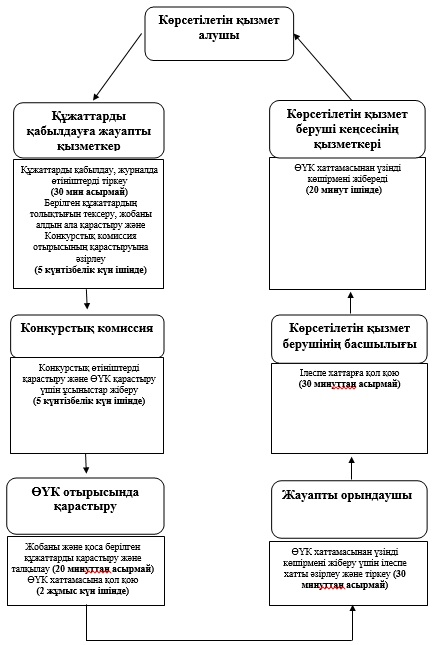 Көрсетілетін қызмет
алушы
Құжаттарды
қабылдауға жауапты
қызметкер
Құжаттарды қабылдау, журналда
өтініштерді тіркеу
(30 мин асырмай)
Берілген құжаттардың
толықтығын тексеру, жобаны
алдын ала қарастыру және
Конкурстық комиссия
отырысының қарастыруына
әзірлеу
(5 күнтізбелік күн ішінде)
Конкурстық комиссия
Конкурстық өтініштерді
қарастыру және ӨҮК қарастыру
үшін ұсыныстар жіберу
(5 күнтізбелік күн ішінде)
ӨҮК отырысында
қарастыру
Жобаны және қоса берілген
құжаттарды қарастыру және
талқылау (20 минуттан асырмай)
ӨҮК хаттамасына қол қою
(2 жұмыс күн ішінде)
Жауапты орындаушы
ӨҮК хаттамасынан үзінді
көшірмені жіберу үшін ілеспе
хатты әзірлеу және тіркеу (30
минуттан асырмай)
Көрсетілетін қызмет
берушінің басшылығы
Ілеспе хаттарға қол қою
(30 минуттан асырмай)
Көрсетілетін қызмет
беруші кеңсесінің
қызметкері
ӨҮК хаттамасынан үзінді
көшірмені жібереді
(20 минут ішінде)